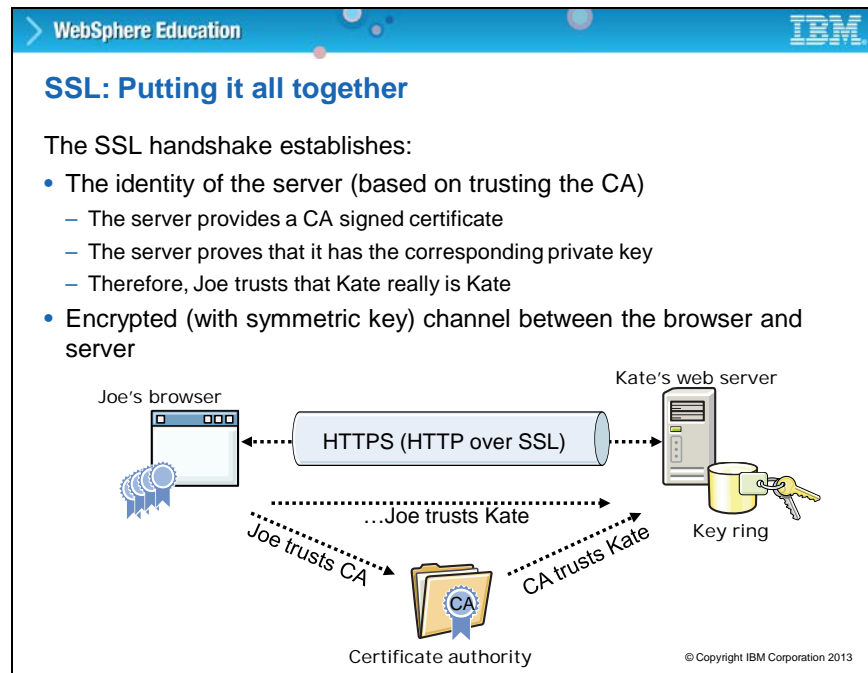 WebSphere Education
IBM
SSL: Putting it all together
The SSL handshake establishes:
• The identity of the server (based on trusting the CA)
– The server provides a CA signed certificate
– The server proves that it has the corresponding private key
– Therefore, Joe trusts that Kate really is Kate
• Encrypted (with symmetric key) channel between the browser and
server
Joe's browser
Kate's web server
HTTPS (HTTP over SSL)
…Joe trusts Kate
Key ring
Joe trusts CA
CA trusts Kate
CA
Certificate authority
© Copyright IBM Corporation 2013